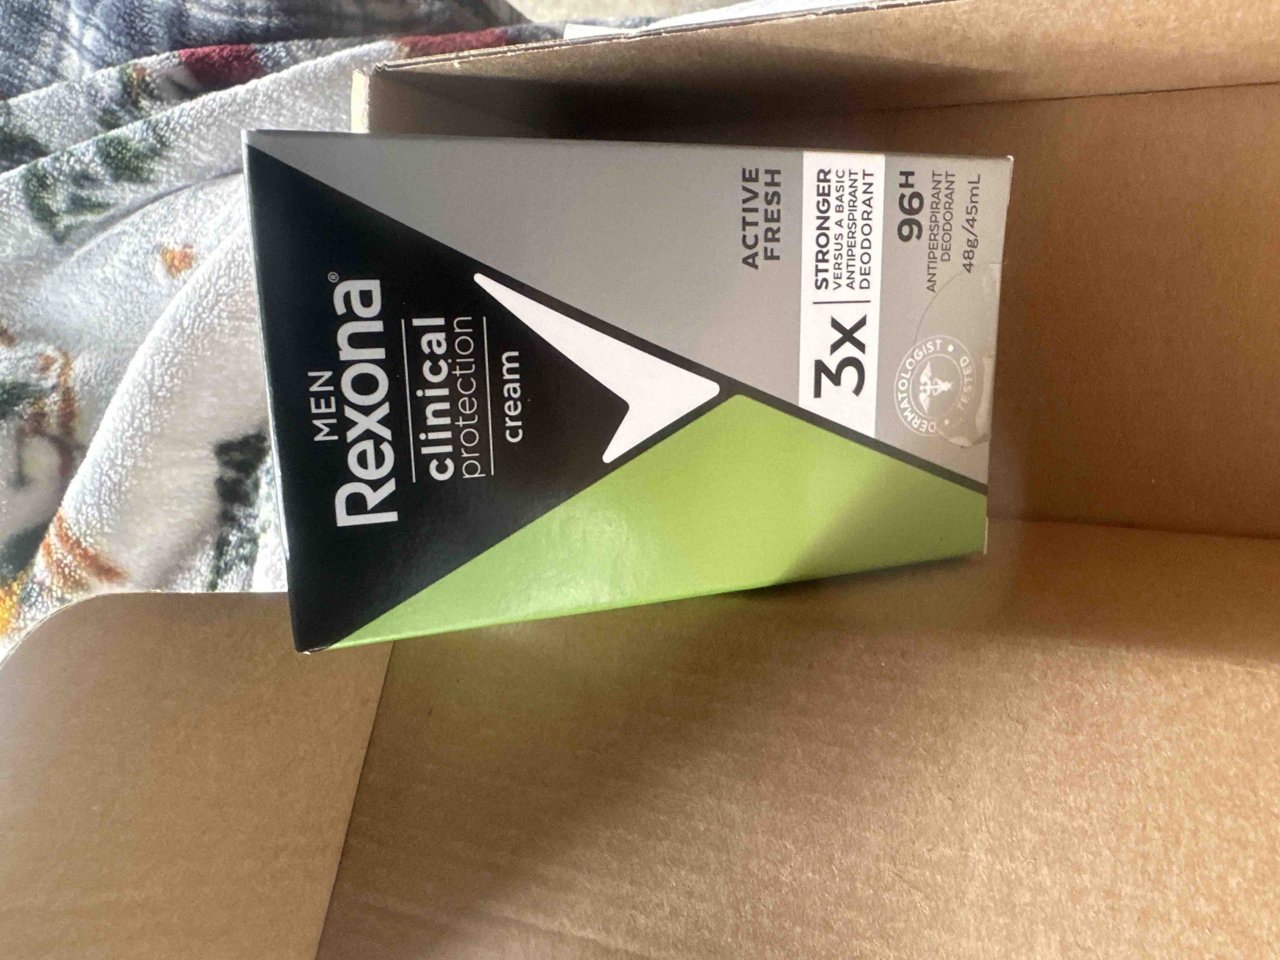 MEN
Rexona®
clinical
protection
cream
ACTIVE
FRESH
3X
STRONGER
VERSUS A BASIC
ANTIPERSPIRANT
DEODORANT
96H
ANTIPERSPIRANT
DEODORANT
48g/45mL
DERMATOLOGIST • TESTED